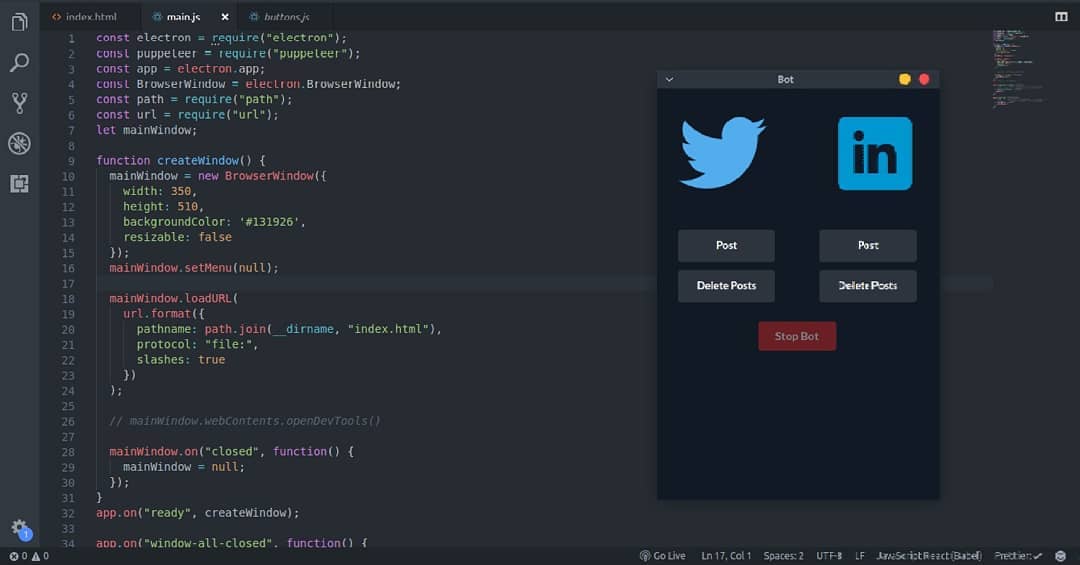 index.html main.js × buttons.js
1 const electron = require("electron");
2 const puppeteer = require("puppeteer");
3 const app = electron.app;
4 const BrowserWindow = electron.BrowserWindow;
5 const path = require("path");
6 const url = require("url");
7 let mainWindow;
8
9 function createWindow() {
10 mainWindow = new BrowserWindow({
11 width: 350,
12 height: 510,
13 backgroundColor: '#131926',
14 resizable: false
15 });
16 mainWindow.setMenu(null);
17
18 mainWindow.loadURL(
19 url.format({
20 pathname: path.join(__dirname, "index.html"),
21 protocol: "file:",
22 slashes: true
23 })
24 );
25
26 // mainWindow.webContents.openDevTools()
27
28 mainWindow.on("closed", function() {
29 mainWindow = null;
30 });
31 }
32 app.on("ready", createWindow);
33
34 app.on("window-all-closed", function() {
Bot
in
Post Post
Delete Posts Delete Posts
Stop Bot
1
0 0 Go Live Ln 17, Col 1 Spaces: 2 UTF-8 LF JavaScript React (Babel) Prettier: ✓